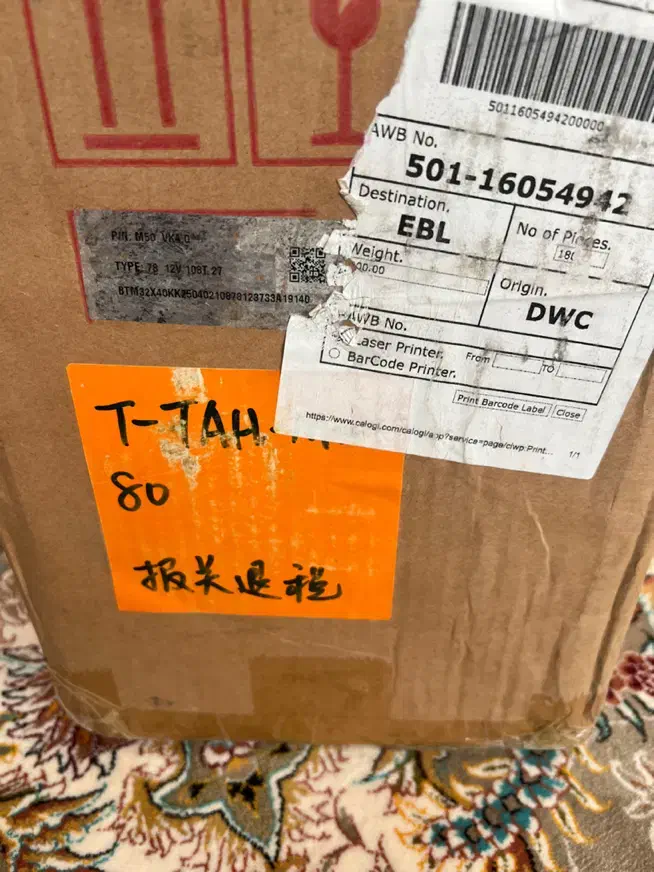 5011605494200000
AWB No.
501-16054942
Destination.
EBL
No of Pieces.
180
Weight.
00.00
Origin.
DWC
AWB No.
Laser Printer.
From
TO
BarCode Printer.
Print Barcode Label
Close
https://www.calogi.com/calogi/app?service=page/clwp:Print...
1/1
P/N: M50 VK4.0
TYPE: 78 12V 108T 27
T-TAH
80
报关退税